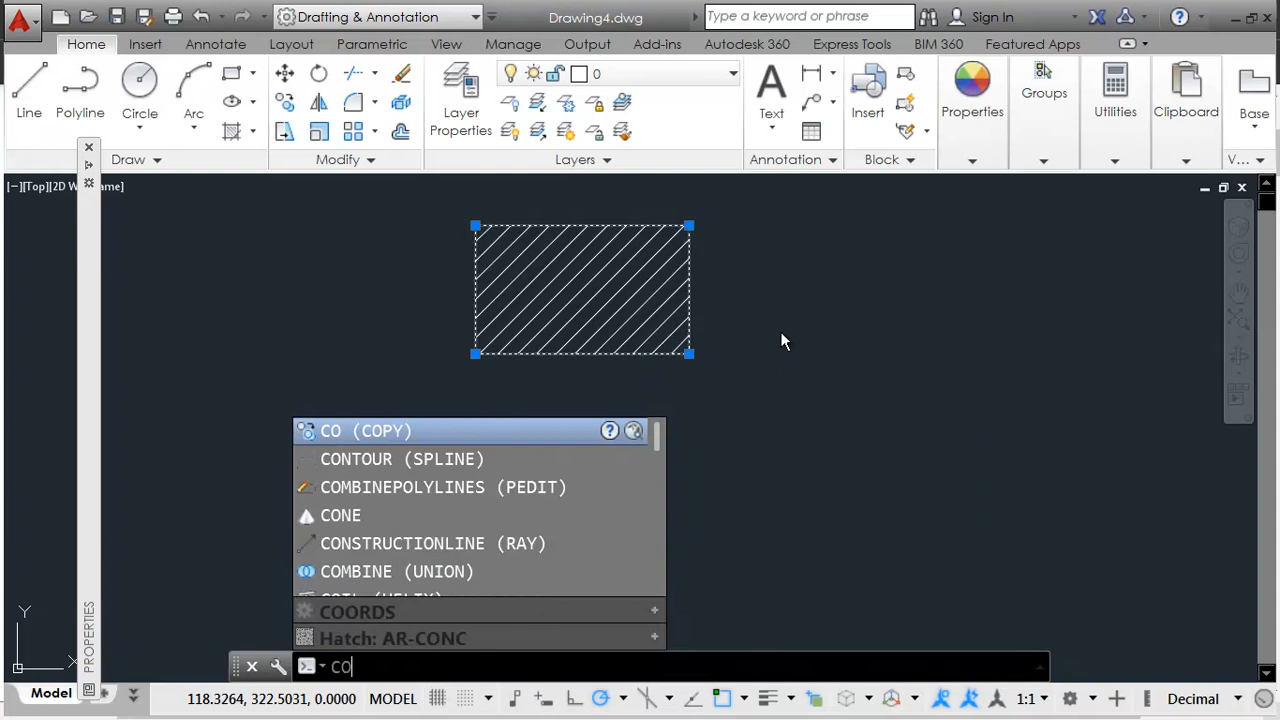 Drafting & Annotation
Drawing4.dwg
Type a keyword or phrase
Sign In
Home Insert Annotate Layout Parametric View Manage Output Add-ins Autodesk 360 Express Tools BIM 360 Featured Apps
Line Polyline Circle Arc
Layer Properties
0
Text
Insert
Properties
Groups
Utilities
Clipboard
Base
Draw Modify Layers Annotation Block V...
[−][Top][2D W ame]
CO (COPY)
CONTOUR (SPLINE)
COMBINEPOLYLINES (PEDIT)
CONE
CONSTRUCTIONLINE (RAY)
COMBINE (UNION)
COIL (HELIX)
COORDS
Hatch: AR-CONC
Y
X
PROPERTIES
CO
Model
118.3264, 322.5031, 0.0000 MODEL
1:1
Decimal